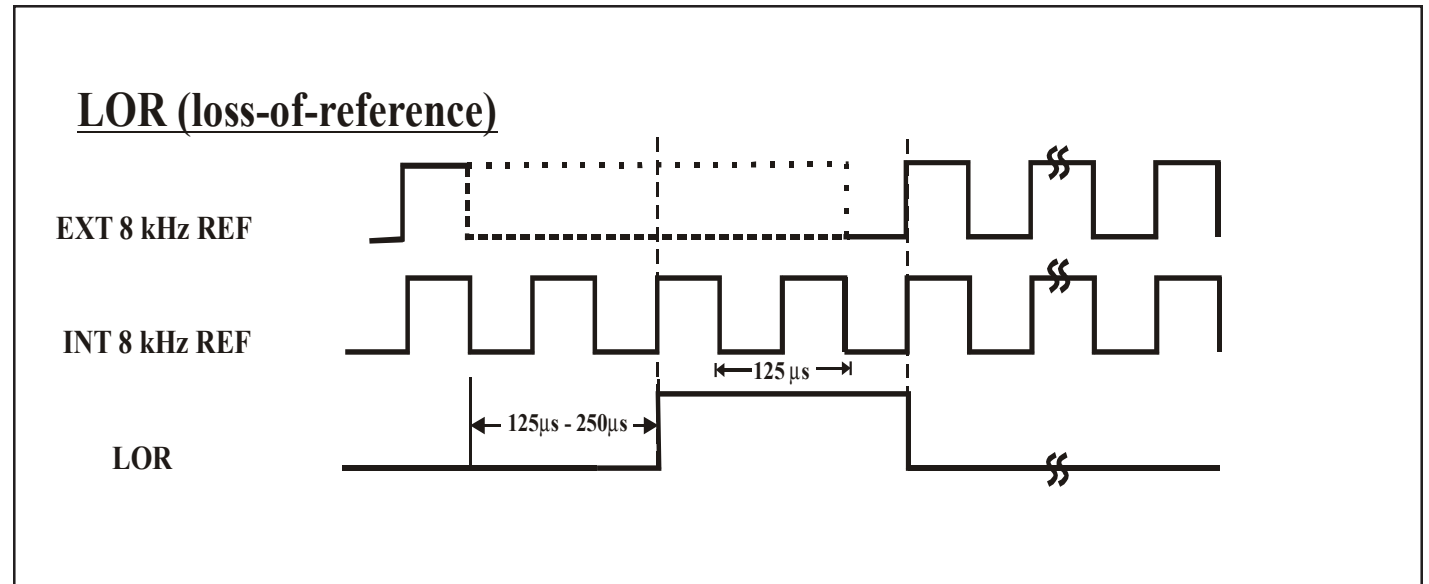 LOR (loss-of-reference)
EXT 8 kHz REF
INT 8 kHz REF
125 μs
125μs - 250μs
LOR